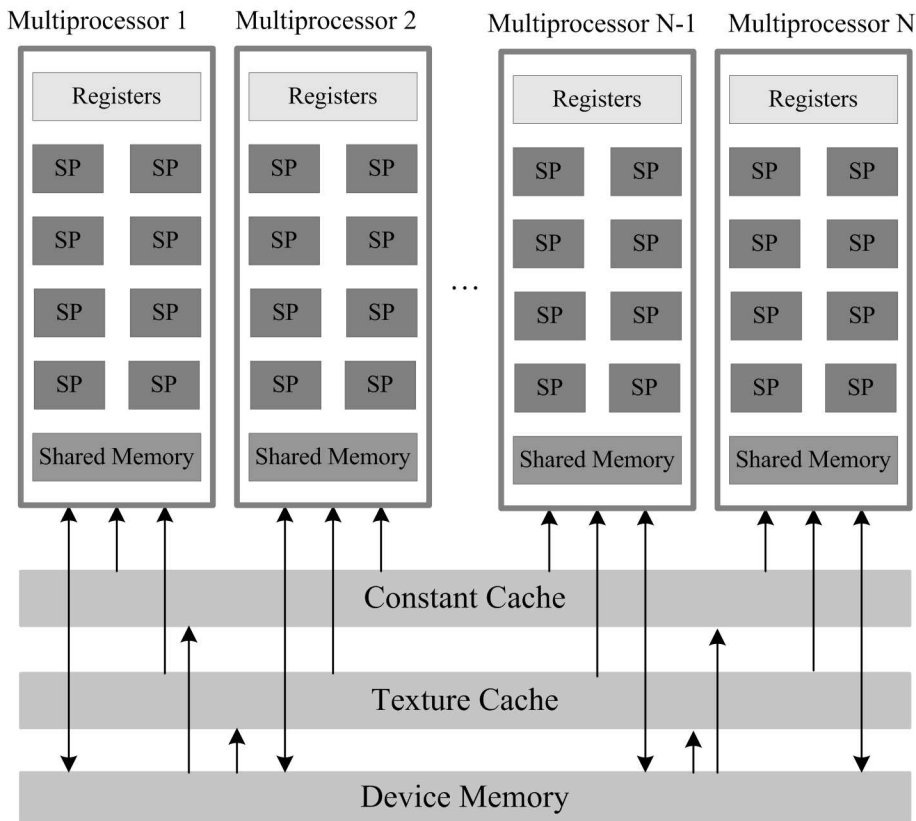 Multiprocessor 1
Multiprocessor 2
Multiprocessor N-1
Multiprocessor N
Registers
Registers
Registers
Registers
SP SP
SP SP
SP SP
SP SP
SP SP
SP SP
SP SP
SP SP
SP SP
SP SP
SP SP
SP SP
...
SP SP
SP SP
SP SP
SP SP
Shared Memory
Shared Memory
Shared Memory
Shared Memory
Constant Cache
Texture Cache
Device Memory